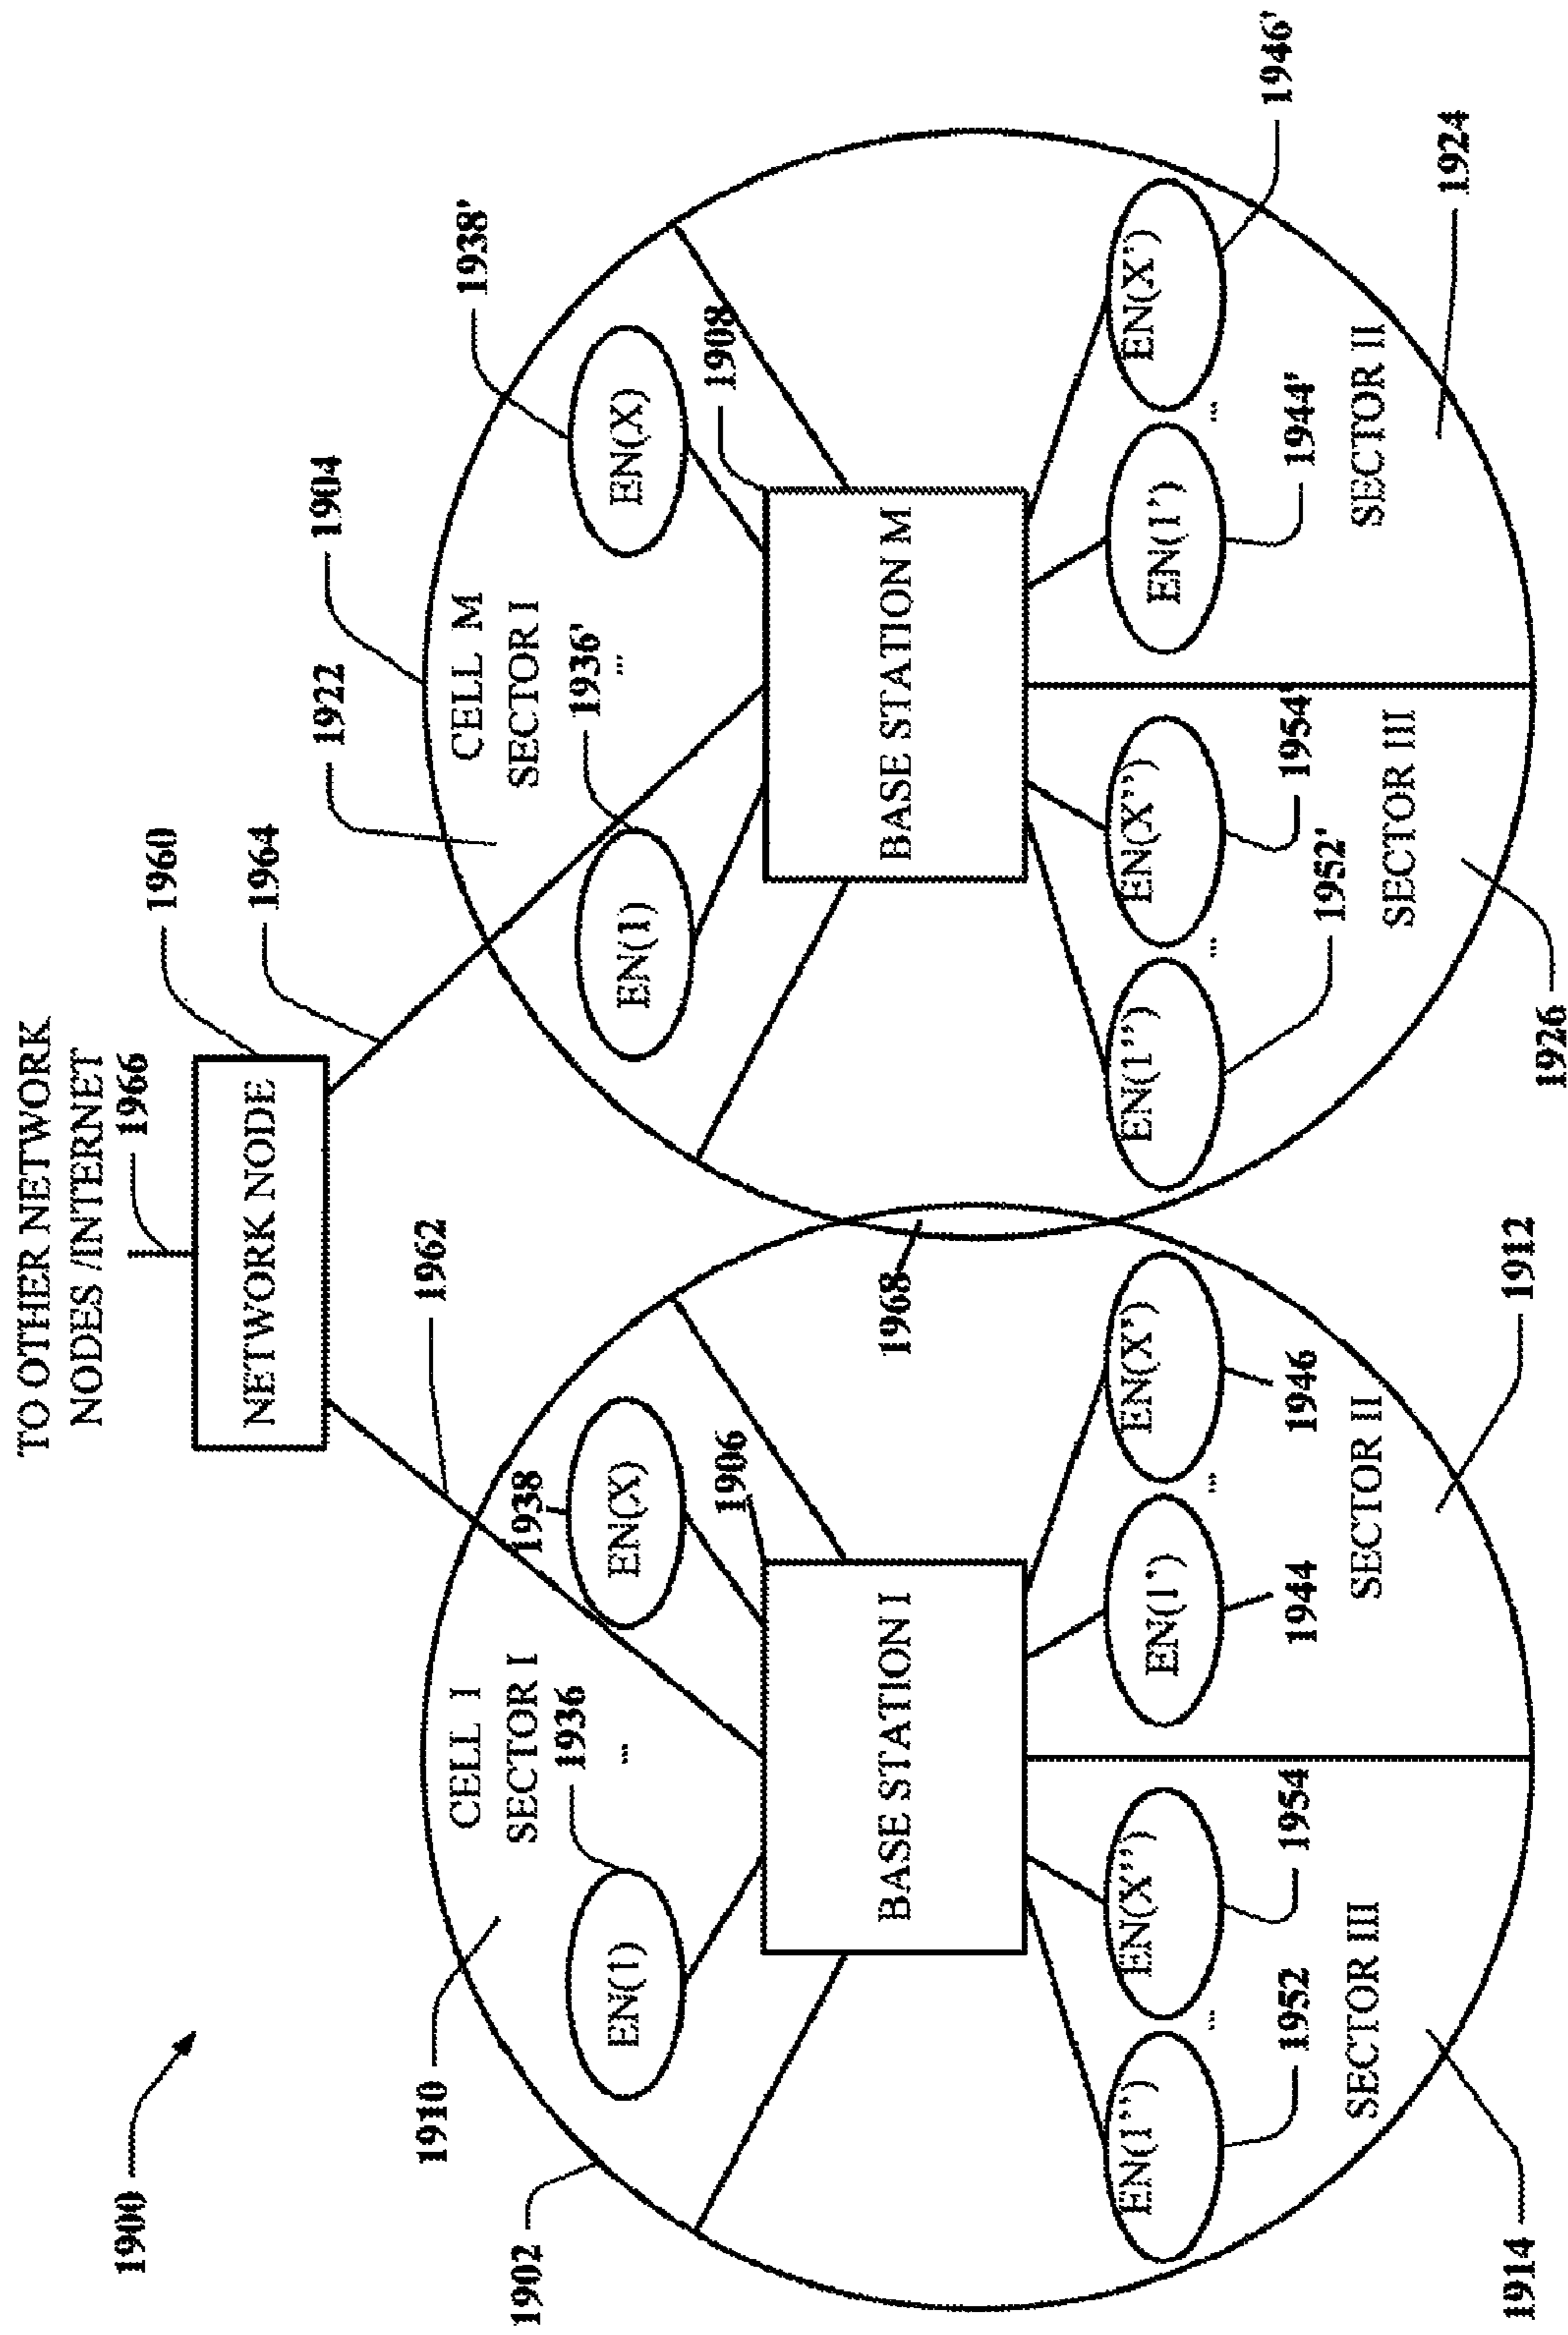 1900
TO OTHER NETWORK
NODES /INTERNET
1966
NETWORK NODE
1960
1962
1964
1902
1910
CELL I
SECTOR I
1936
...
EN(1)
1938
EN(X)
1906
BASE STATION I
EN(1'')
...
EN(X'')
1952
1954
SECTOR III
1914
EN(1')
...
EN(X')
1944
1946
SECTOR II
1912
1968
1904
1922
CELL M
SECTOR I
1936'
...
EN(1)
1938'
EN(X)
1908
BASE STATION M
EN(1'')
...
EN(X'')
1952'
1954'
SECTOR III
1926
EN(1')
...
EN(X')
1944'
1946'
SECTOR II
1924